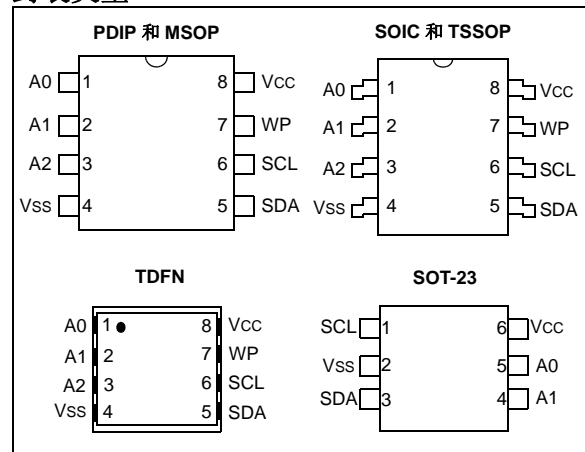 PDIP 和 MSOP
A0 1 8 VCC
A1 2 7 WP
A2 3 6 SCL
VSS 4 5 SDA
SOIC 和 TSSOP
A0 1 8 VCC
A1 2 7 WP
A2 3 6 SCL
VSS 4 5 SDA
TDFN
A0 1 8 VCC
A1 2 7 WP
A2 3 6 SCL
VSS 4 5 SDA
SOT-23
SCL 1 6 VCC
VSS 2 5 A0
SDA 3 4 A1